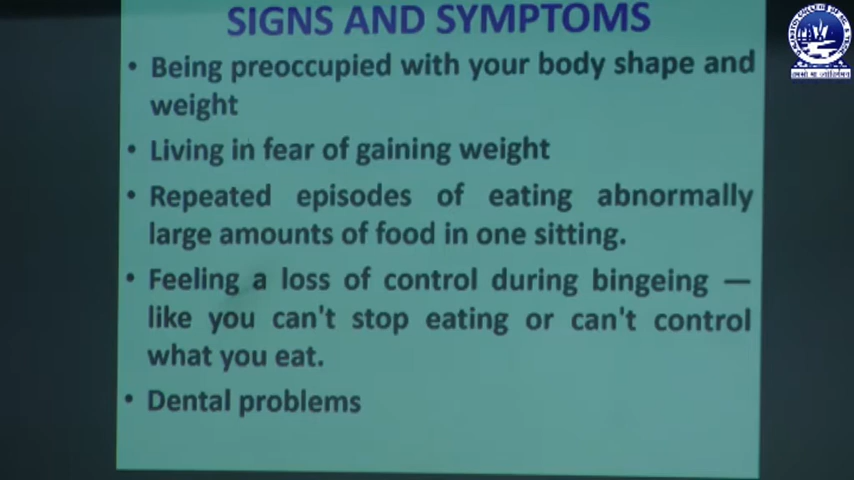 SIGNS AND SYMPTOMS
• Being preoccupied with your body shape and
weight
• Living in fear of gaining weight
• Repeated episodes of eating abnormally
large amounts of food in one sitting.
• Feeling a loss of control during bingeing —
like you can't stop eating or can't control
what you eat.
• Dental problems